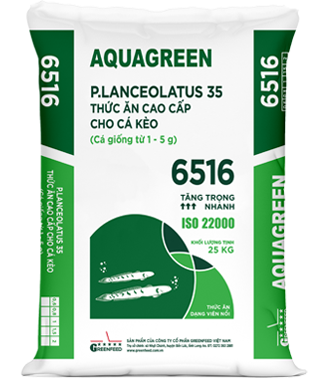 AQUAGREEN
P.LANCEOLATUS 35
THỨC ĂN CAO CẤP
CHO CÁ KÈO
(Cá giống từ 1 - 5 g)
6516
TĂNG TRỌNG
NHANH
ISO 22000
KHỐI LƯỢNG TỊNH
25 KG
THỨC ĂN
DẠNG VIÊN NỔI
GREENFEED
SẢN PHẨM CỦA CÔNG TY CỔ PHẦN GREENFEED VIỆT NAM
6516
P.LANCEOLATUS 35
THỨC ĂN CAO CẤP
CHO CÁ KÈO
6516
AQUAGREEN